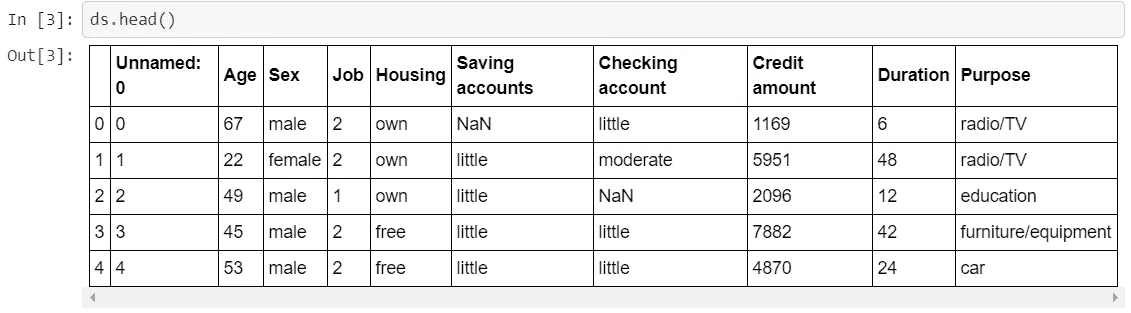 In [3]: ds.head()
Out[3]:
Unnamed: 0 Age Sex Job Housing Saving accounts Checking account Credit amount Duration Purpose
0 0 67 male 2 own NaN little 1169 6 radio/TV
1 1 22 female 2 own little moderate 5951 48 radio/TV
2 2 49 male 1 own little NaN 2096 12 education
3 3 45 male 2 free little little 7882 42 furniture/equipment
4 4 53 male 2 free little little 4870 24 car